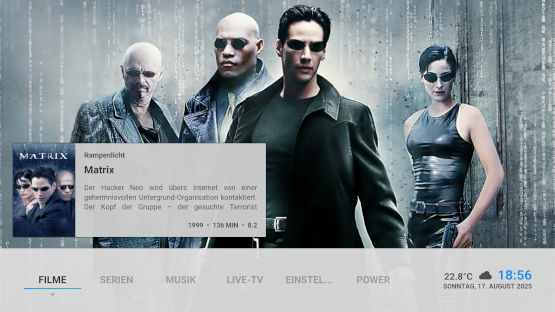 MATRIX
Rampenlicht
Matrix
Der Hacker Neo wird übers Internet von einer
geheimnisvollen Untergrund-Organisation kontaktiert.
Der Kopf der Gruppe – der gesuchte Terrorist
1999 • 136 MIN • 8.2
FILME SERIEN MUSIK LIVE-TV EINSTEL... POWER
22.8°C 18:56
SONNTAG, 17. AUGUST 2025